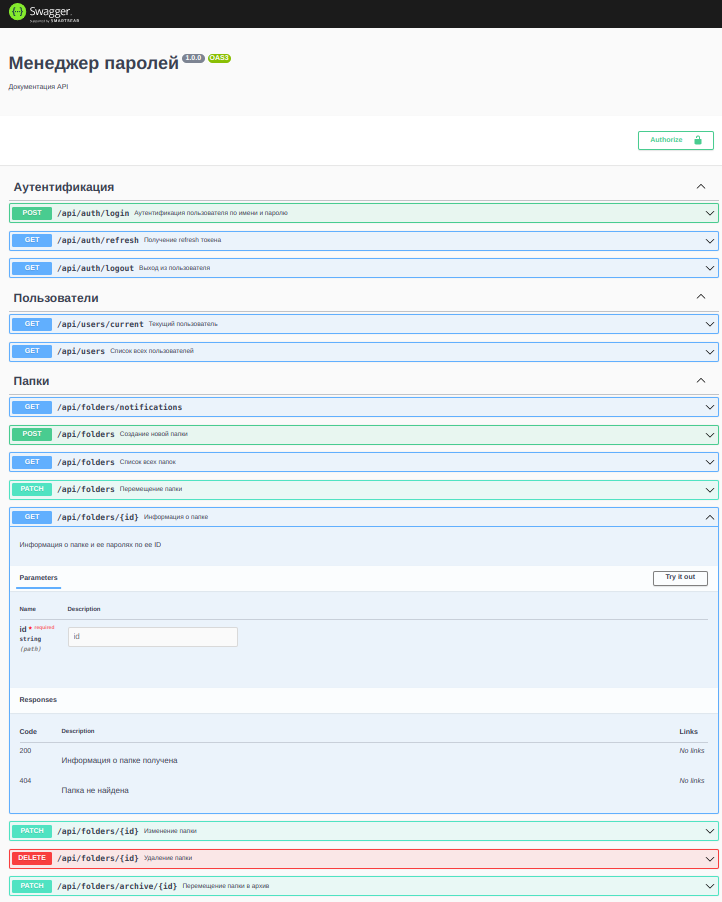 {··} Swagger.
Supported by SMARTBEAR
Менеджер паролей 1.0.0 OAS3
Документация API
Authorize
Аутентификация
POST /api/auth/login Аутентификация пользователя по имени и паролю
GET /api/auth/refresh Получение refresh токена
GET /api/auth/logout Выход из пользователя
Пользователи
GET /api/users/current Текущий пользователь
GET /api/users Список всех пользователей
Папки
GET /api/folders/notifications
POST /api/folders Создание новой папки
GET /api/folders Список всех папок
PATCH /api/folders Перемещение папки
GET /api/folders/{id} Информация о папке
Информация о папке и ее паролях по ее ID
Parameters Try it out
Name Description
id * required
string
(path)
id
Responses
Code Description Links
200 No links
Информация о папке получена
404 No links
Папка не найдена
PATCH /api/folders/{id} Изменение папки
DELETE /api/folders/{id} Удаление папки
PATCH /api/folders/archive/{id} Перемещение папки в архив